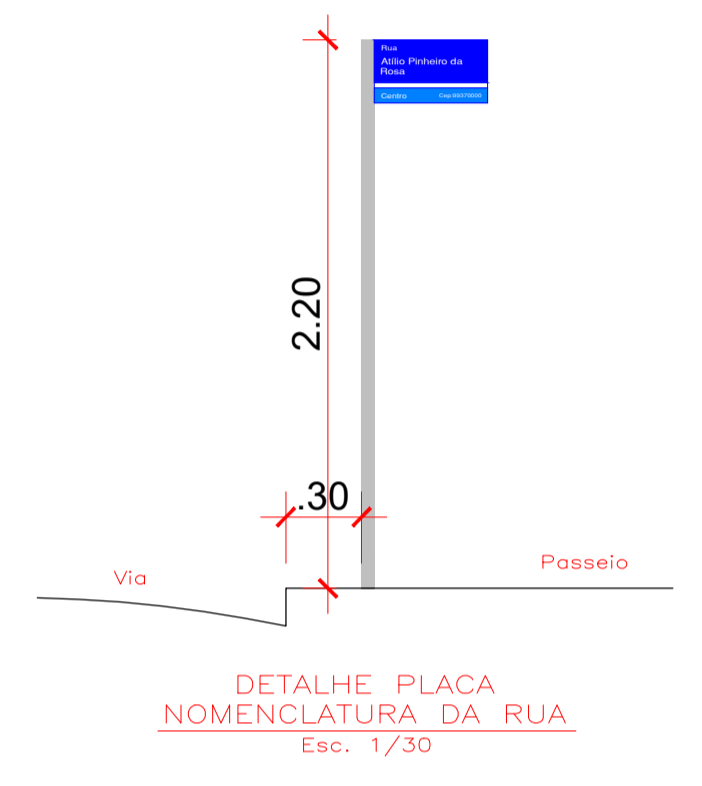 Rua
Atílio Pinheiro da
Rosa
Centro Cep:89370000
2.20
.30
Via
Passeio
DETALHE PLACA
NOMENCLATURA DA RUA
Esc. 1/30